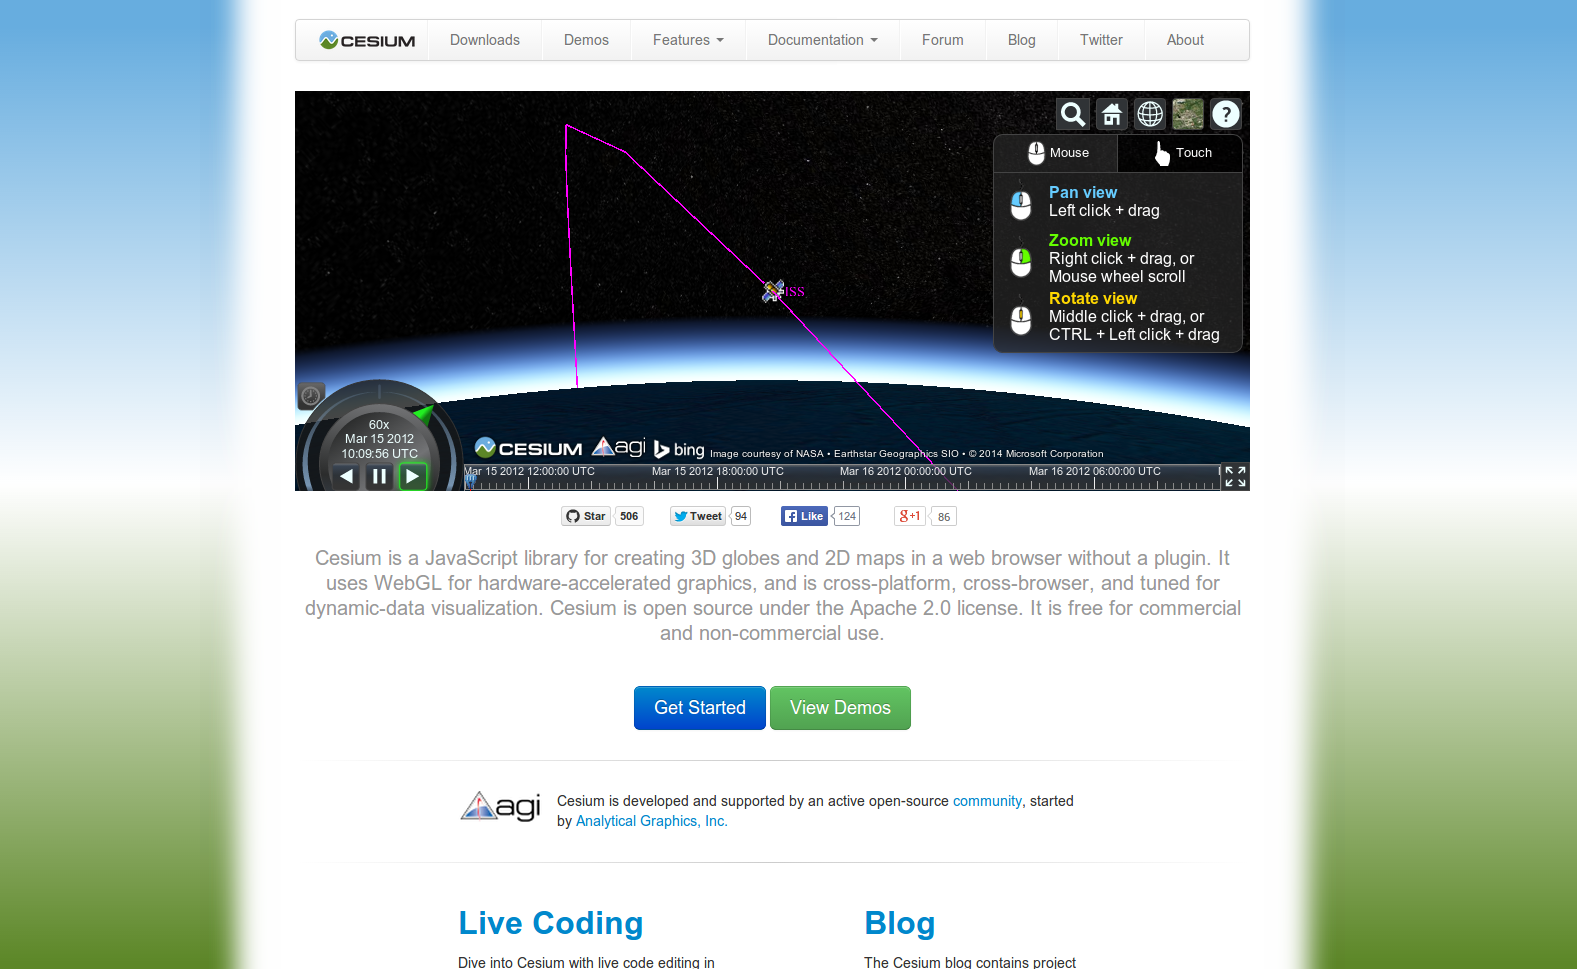 CESIUM Downloads Demos Features Documentation Forum Blog Twitter About
Mouse Touch
Pan view
Left click + drag
Zoom view
Right click + drag, or
Mouse wheel scroll
Rotate view
Middle click + drag, or
CTRL + Left click + drag
ISS
60x
Mar 15 2012
10:09:56 UTC
CESIUM agi bing Image courtesy of NASA • Earthstar Geographics SIO • © 2014 Microsoft Corporation
Mar 15 2012 12:00:00 UTC Mar 15 2012 18:00:00 UTC Mar 16 2012 00:00:00 UTC Mar 16 2012 06:00:00 UTC
Star 506 Tweet 94 Like 124 g+1 86
Cesium is a JavaScript library for creating 3D globes and 2D maps in a web browser without a plugin. It
uses WebGL for hardware-accelerated graphics, and is cross-platform, cross-browser, and tuned for
dynamic-data visualization. Cesium is open source under the Apache 2.0 license. It is free for commercial
and non-commercial use.
Get Started View Demos
agi Cesium is developed and supported by an active open-source community, started
by Analytical Graphics, Inc.
Live Coding Blog
Dive into Cesium with live code editing in The Cesium blog contains project